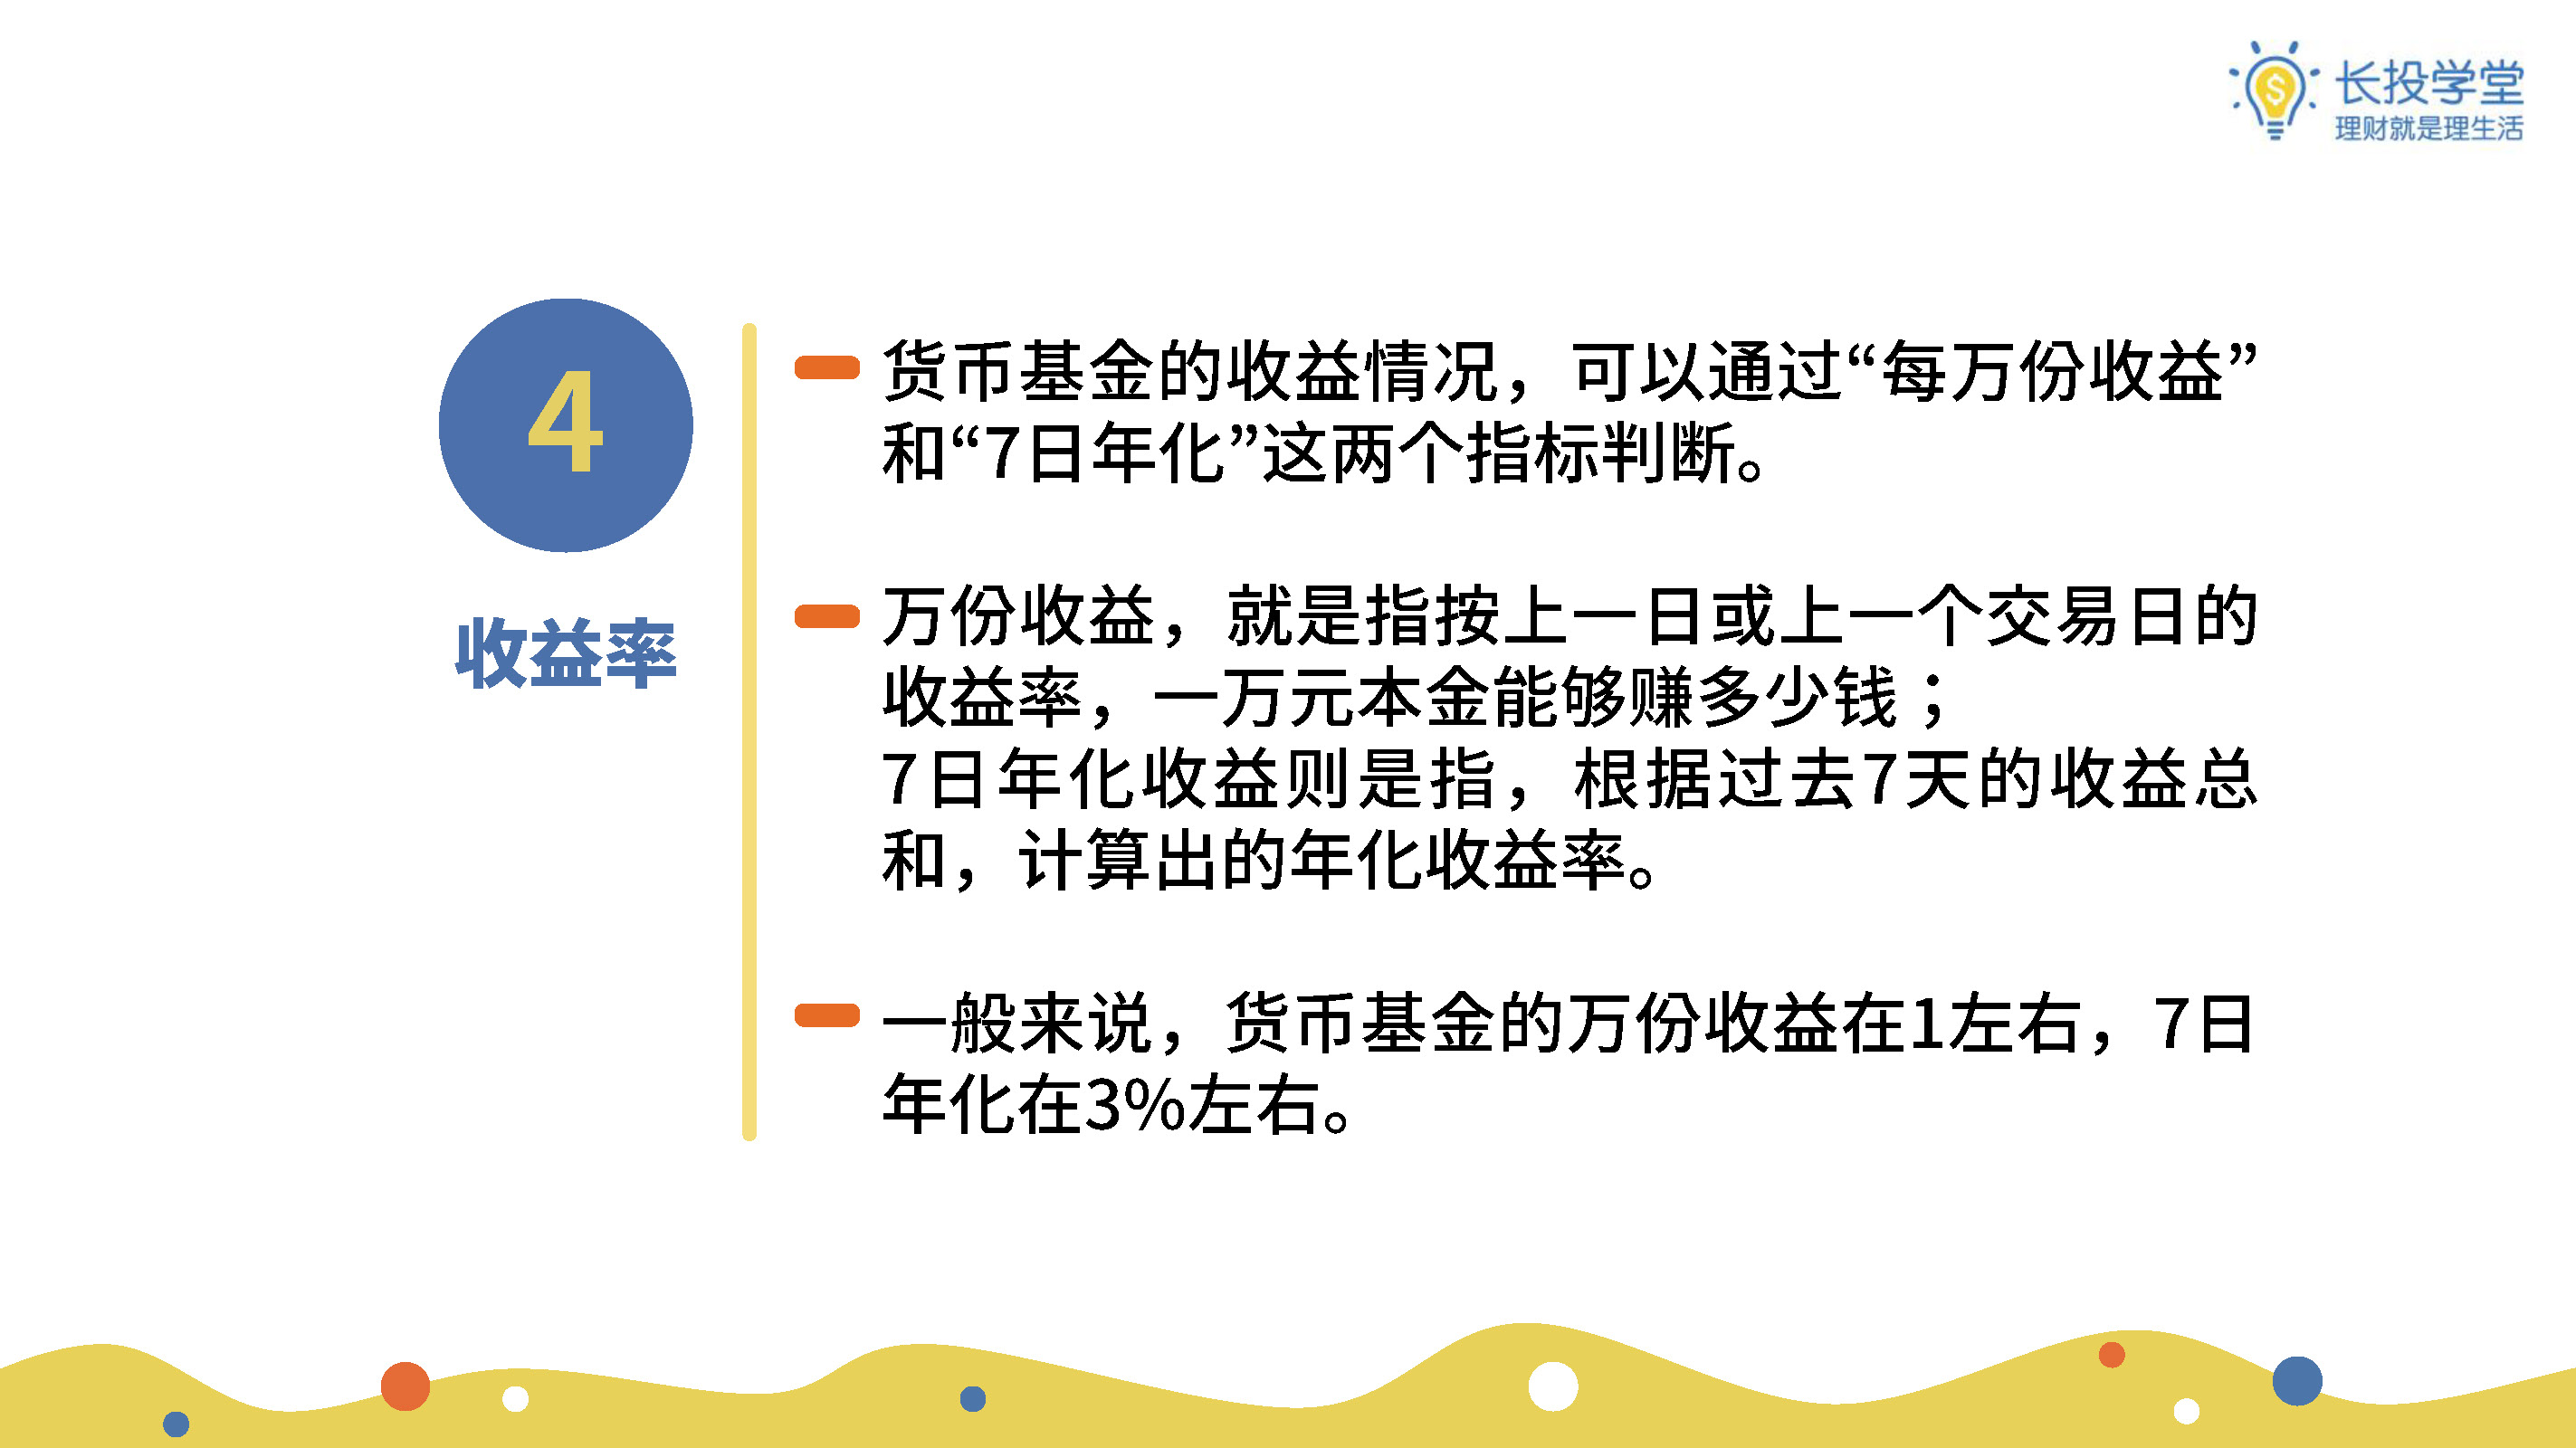 长投学堂
理财就是理生活
4
收益率
货币基金的收益情况，可以通过“每万份收益”
和“7日年化”这两个指标判断。
万份收益，就是指按上一日或上一个交易日的
收益率，一万元本金能够赚多少钱；
7日年化收益则是指，根据过去7天的收益总
和，计算出的年化收益率。
一般来说，货币基金的万份收益在1左右，7日
年化在3%左右。